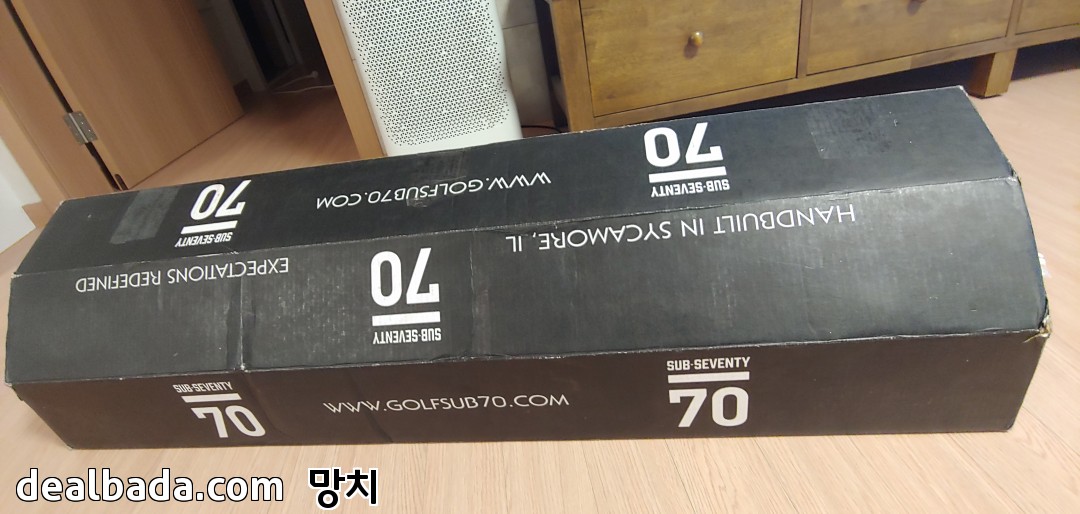 SUB-SEVENTY
70
WWW.GOLFSUB70.COM
SUB-SEVENTY
70
EXPECTATIONS REDEFINED
SUB-SEVENTY
70
HANDBUILT IN SYCAMORE, IL
SUB-SEVENTY
70
WWW.GOLFSUB70.COM
SUB-SEVENTY
70
dealbada.com 망치